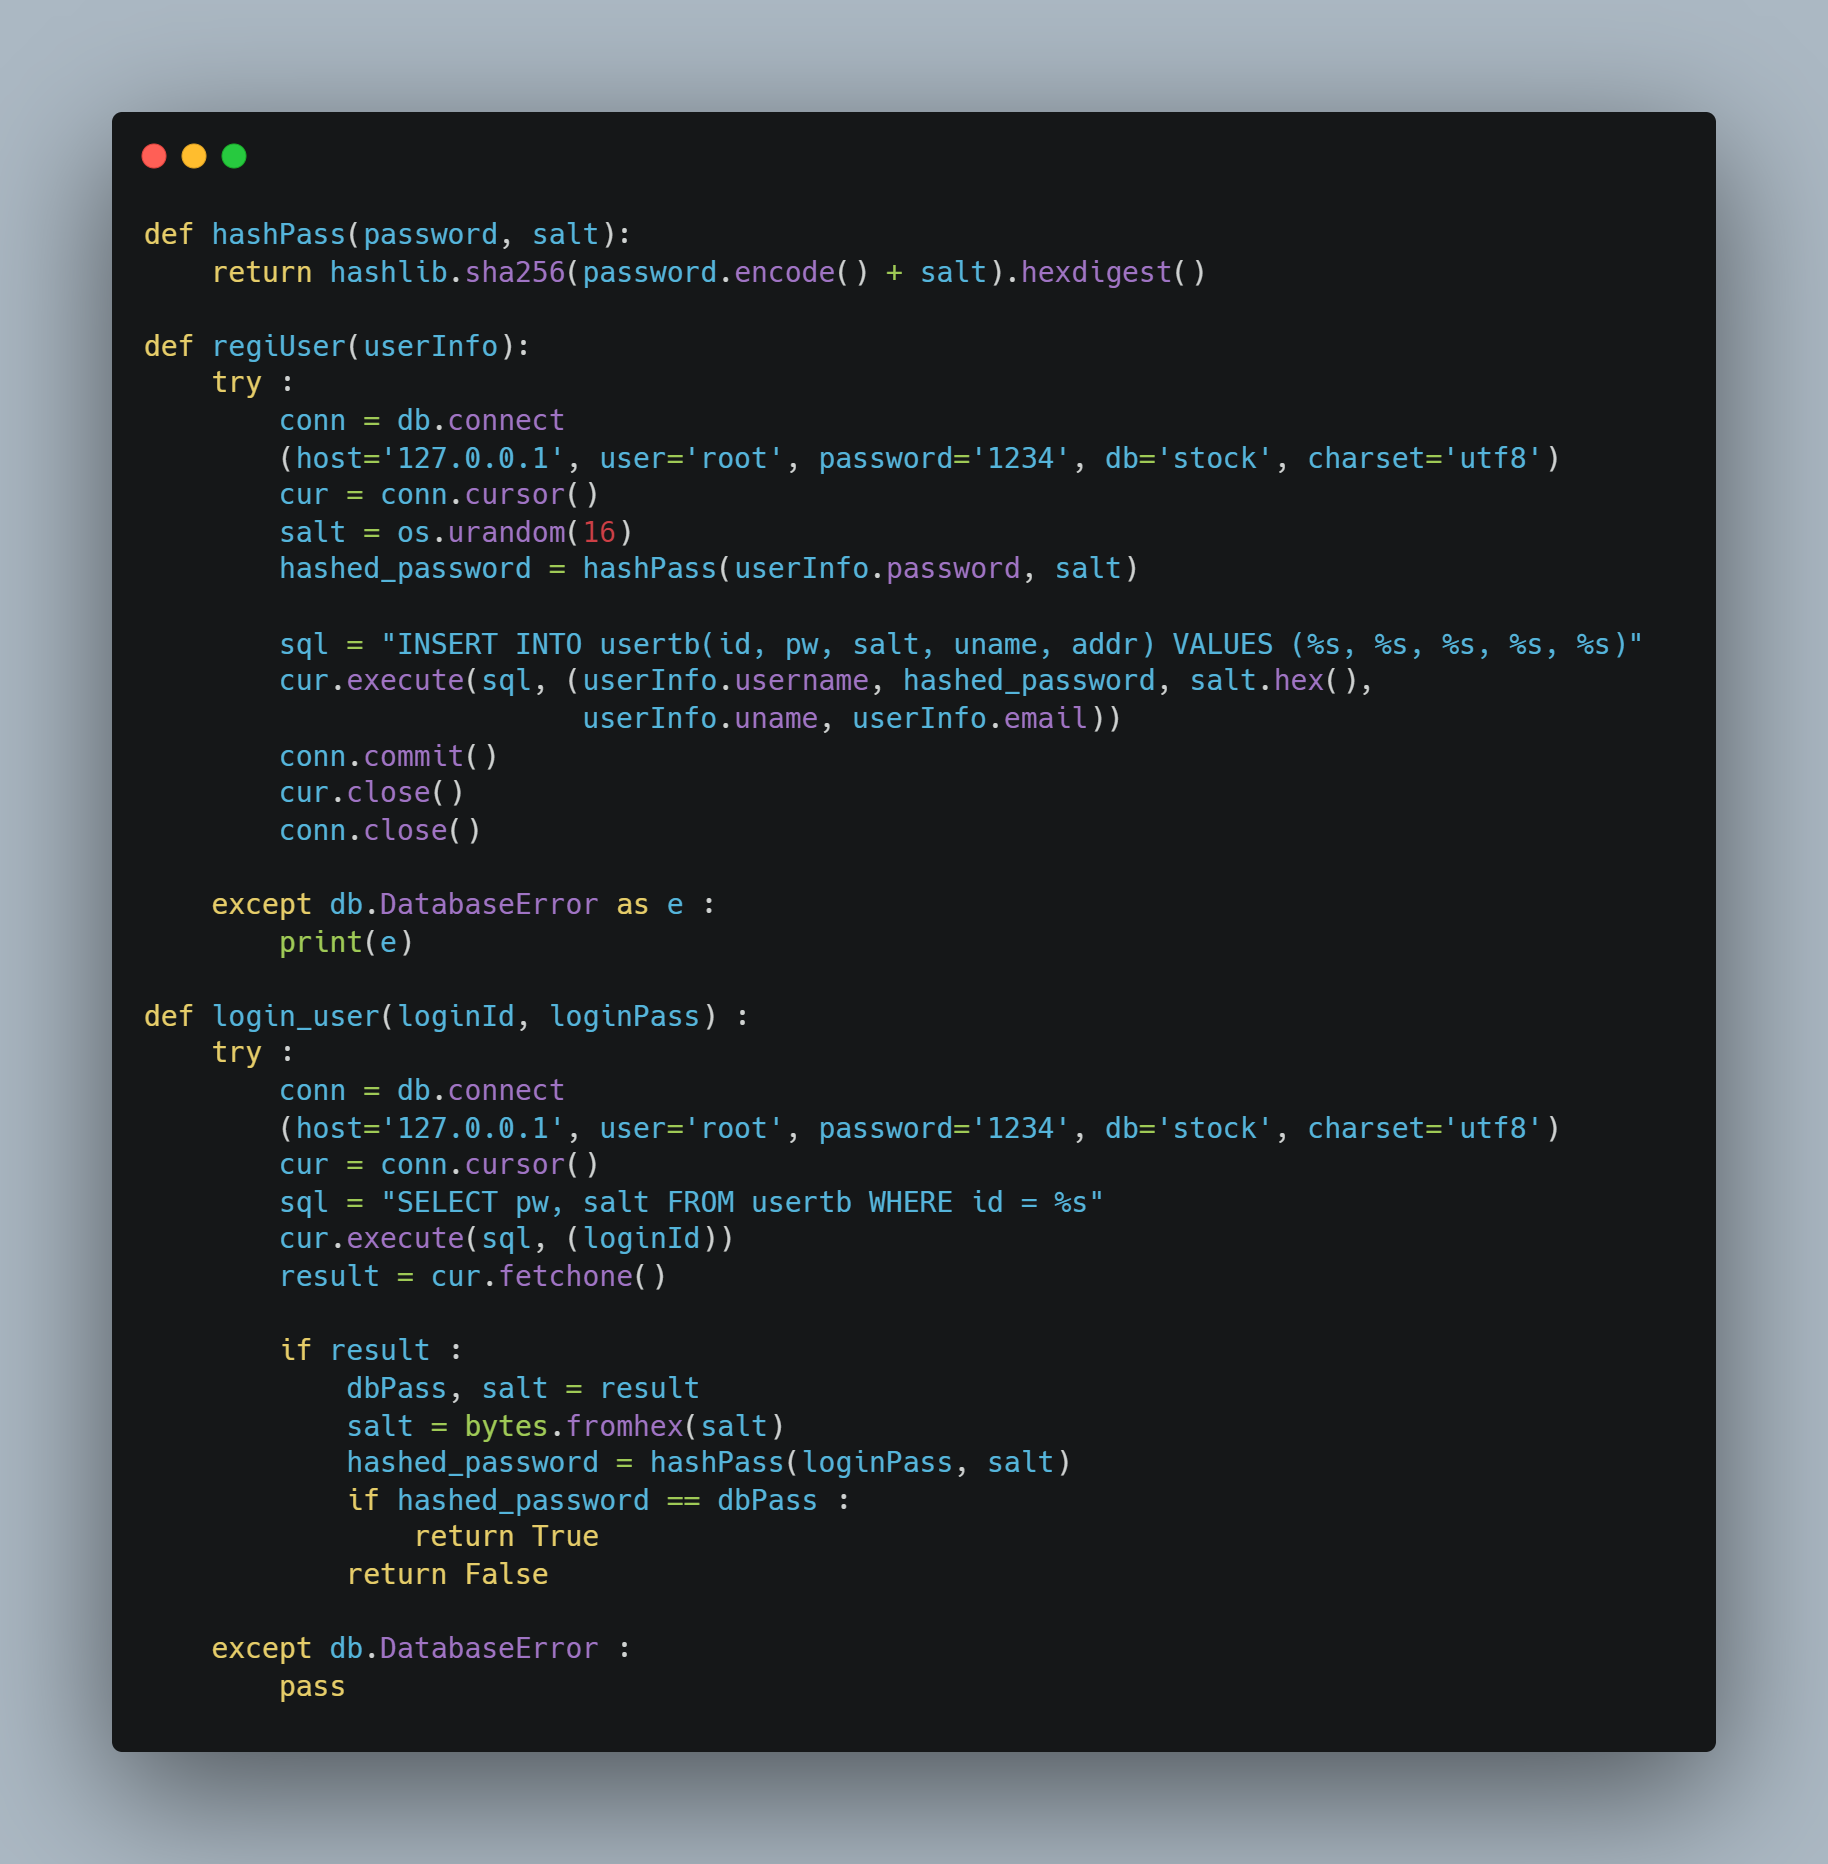 def hashPass(password, salt):
    return hashlib.sha256(password.encode() + salt).hexdigest()

def regiUser(userInfo):
    try :
        conn = db.connect
        (host='127.0.0.1', user='root', password='1234', db='stock', charset='utf8')
        cur = conn.cursor()
        salt = os.urandom(16)
        hashed_password = hashPass(userInfo.password, salt)

        sql = "INSERT INTO usertb(id, pw, salt, uname, addr) VALUES (%s, %s, %s, %s, %s)"
        cur.execute(sql, (userInfo.username, hashed_password, salt.hex(),
                          userInfo.uname, userInfo.email))
        conn.commit()
        cur.close()
        conn.close()

    except db.DatabaseError as e :
        print(e)

def login_user(loginId, loginPass) :
    try :
        conn = db.connect
        (host='127.0.0.1', user='root', password='1234', db='stock', charset='utf8')
        cur = conn.cursor()
        sql = "SELECT pw, salt FROM usertb WHERE id = %s"
        cur.execute(sql, (loginId))
        result = cur.fetchone()

        if result :
            dbPass, salt = result
            salt = bytes.fromhex(salt)
            hashed_password = hashPass(loginPass, salt)
            if hashed_password == dbPass :
                return True
            return False

    except db.DatabaseError :
        pass